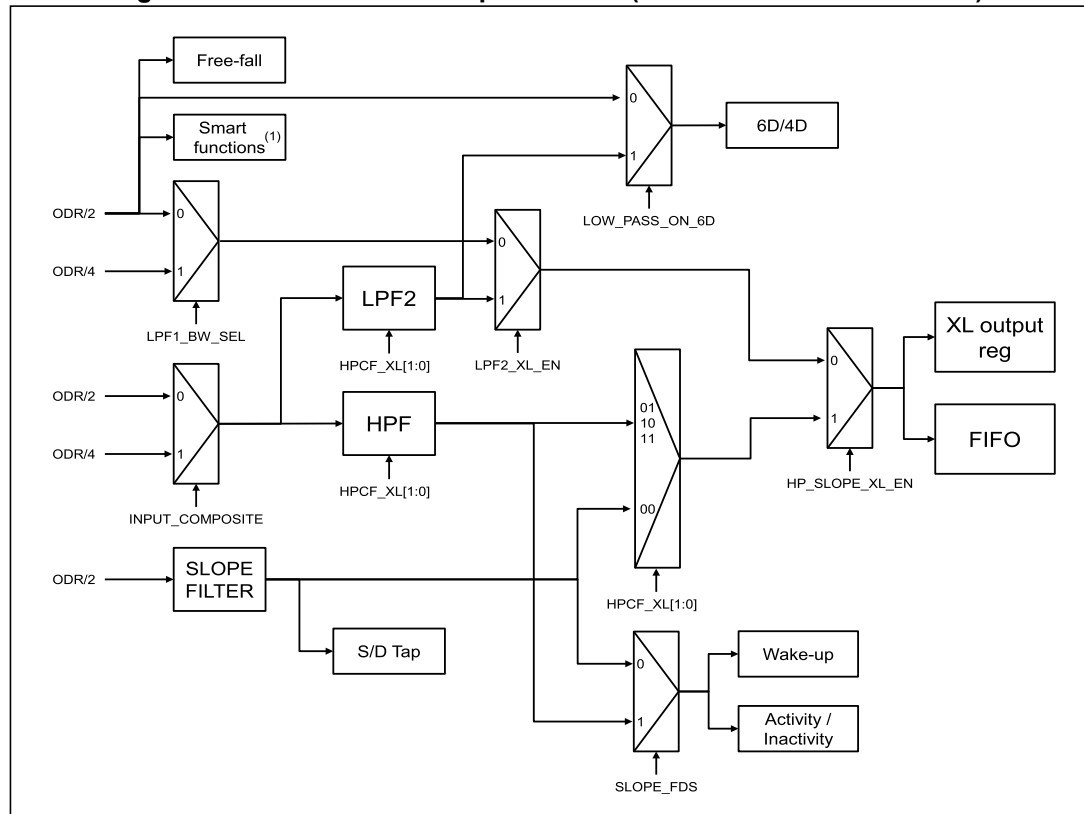 Free-fall
0
6D/4D
Smart
functions(1)
1
ODR/2
0
LOW_PASS_ON_6D
0
ODR/4
1
LPF2
1
XL output
reg
LPF1_BW_SEL
HPCF_XL[1:0]
LPF2_XL_EN
0
ODR/2
0
HPF
01
10
11
1
FIFO
ODR/4
1
HPCF_XL[1:0]
HP_SLOPE_XL_EN
INPUT_COMPOSITE
00
ODR/2
SLOPE
FILTER
HPCF_XL[1:0]
S/D Tap
0
Wake-up
1
Activity /
Inactivity
SLOPE_FDS